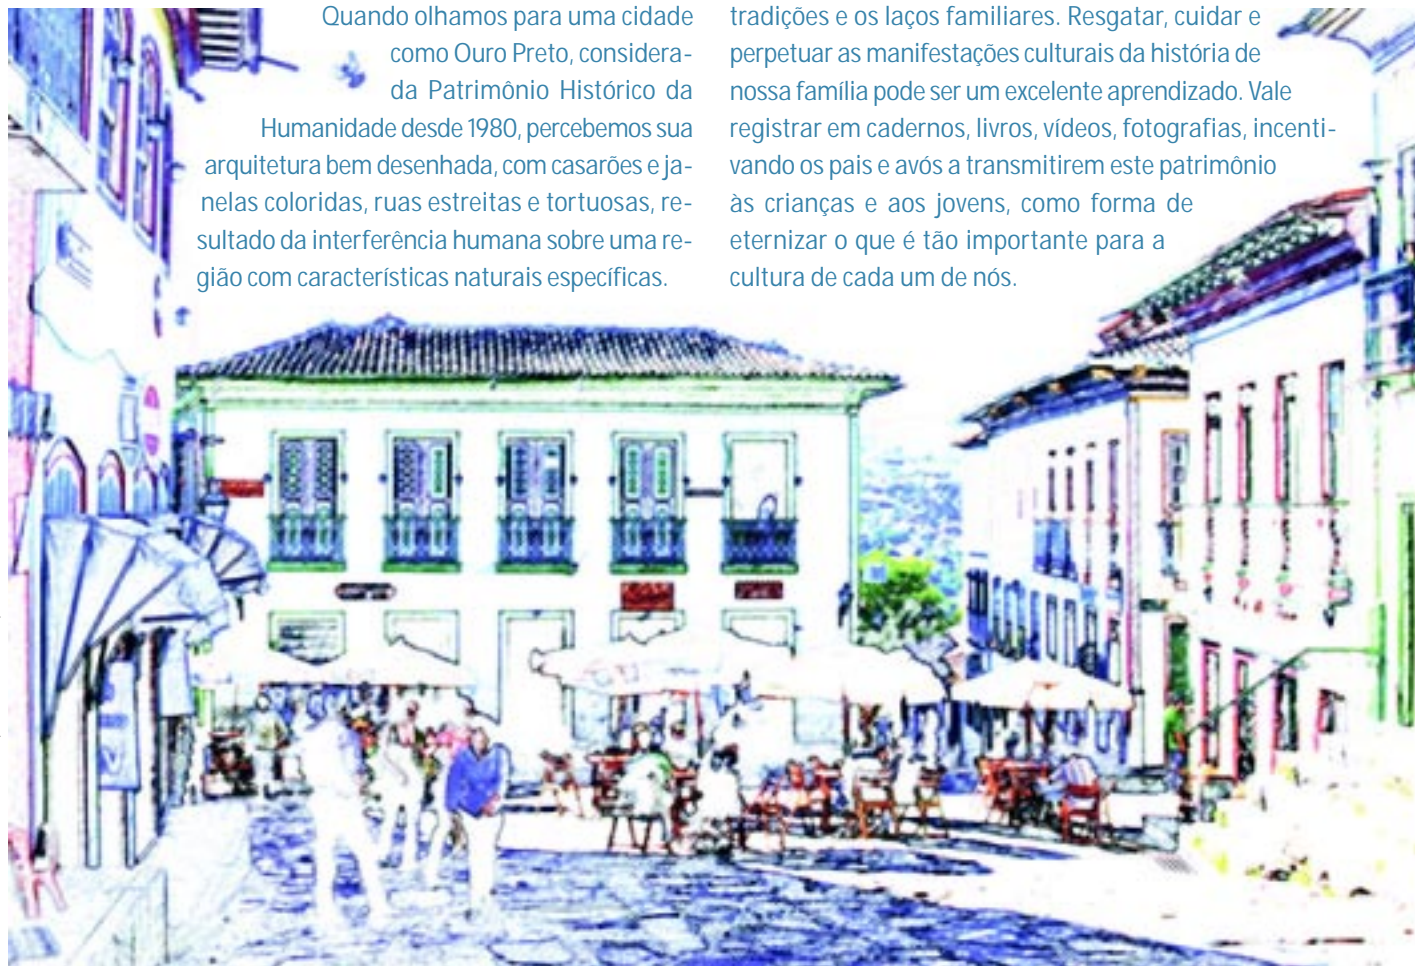 Quando olhamos para uma cidade
como Ouro Preto, considera-
da Patrimônio Histórico da
Humanidade desde 1980, percebemos sua
arquitetura bem desenhada, com casarões e ja-
nelas coloridas, ruas estreitas e tortuosas, re-
sultado da interferência humana sobre uma re-
gião com características naturais específicas.
tradições e os laços familiares. Resgatar, cuidar e
perpetuar as manifestações culturais da história de
nossa família pode ser um excelente aprendizado. Vale
registrar em cadernos, livros, vídeos, fotografias, incenti-
vando os pais e avós a transmitirem este patrimônio
às crianças e aos jovens, como forma de
eternizar o que é tão importante para a
cultura de cada um de nós.